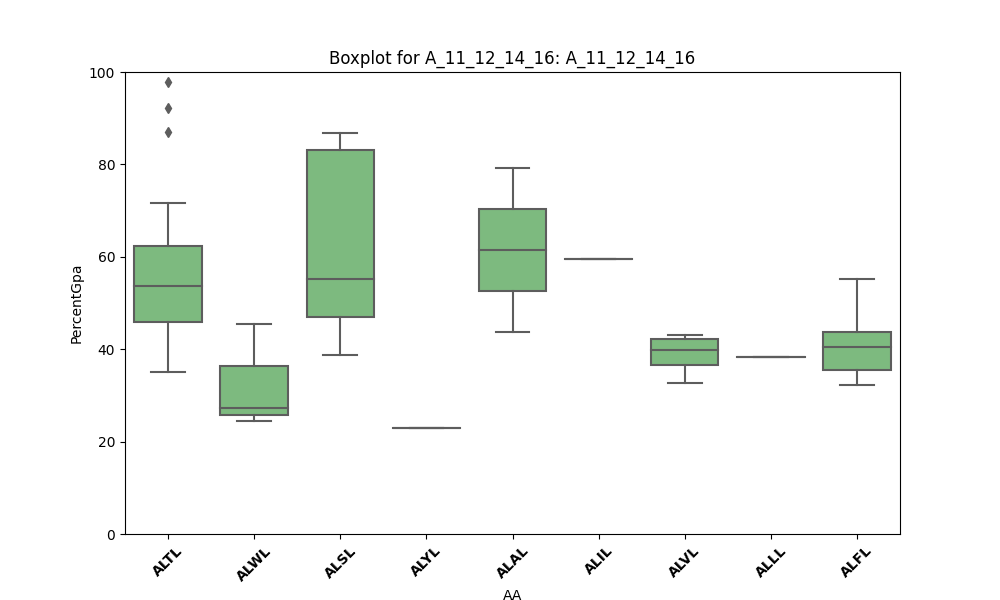 Boxplot for A_11_12_14_16: A_11_12_14_16
100
80
60
40
20
0
PercentGpa
ALTL
ALWL
ALSL
ALYL
ALAL
ALIL
ALVL
ALLL
ALFL
AA